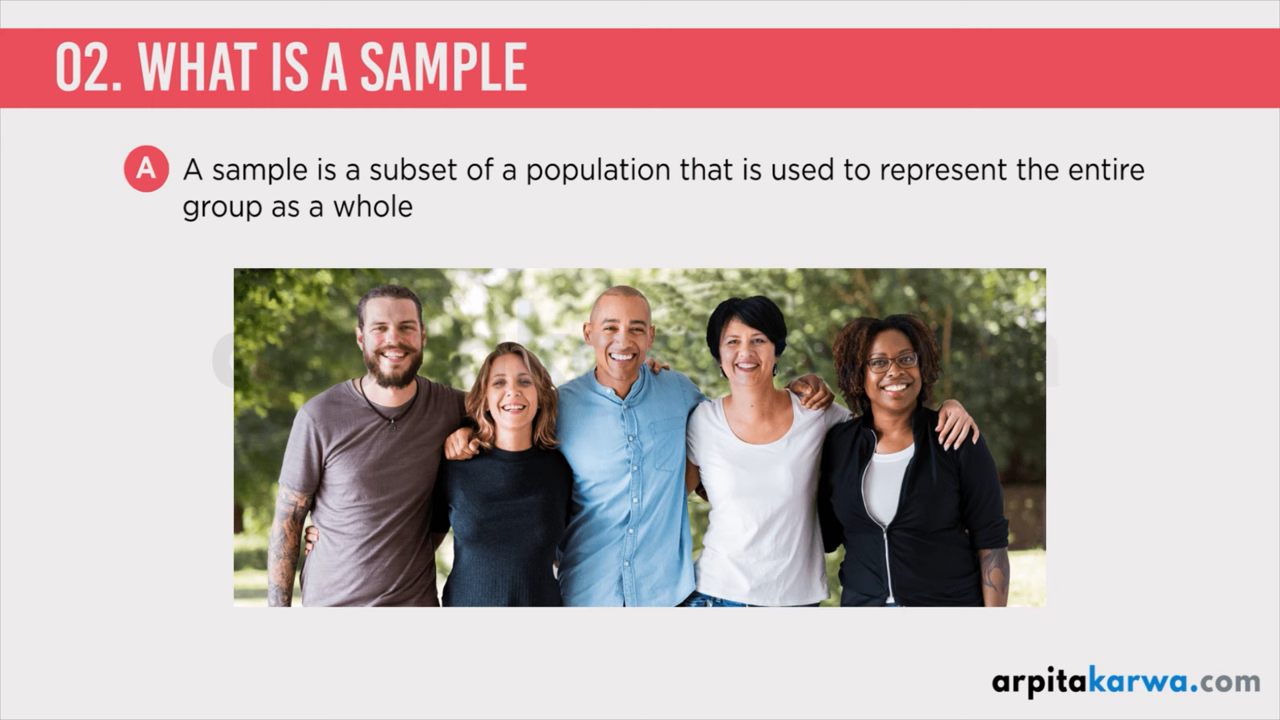 02. WHAT IS A SAMPLE
A A sample is a subset of a population that is used to represent the entire
group as a whole
arpitakarwa.com